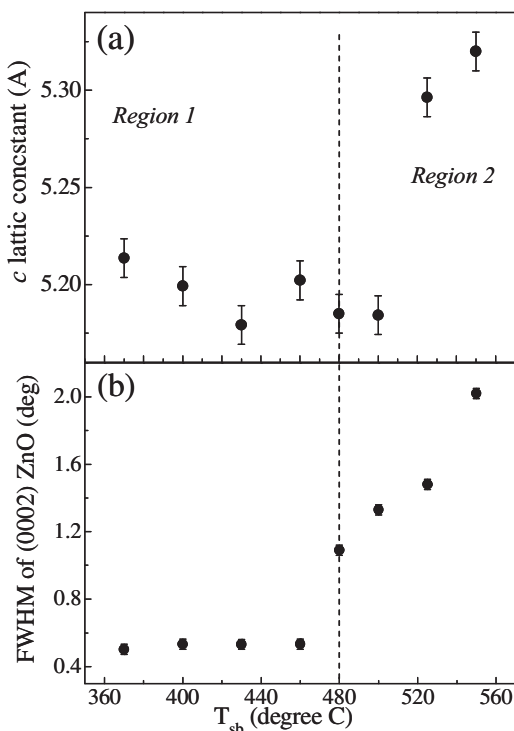 (a)
Region 1
Region 2
c lattic concstant (A)
5.30
5.25
5.20
(b)
FWHM of (0002) ZnO (deg)
2.0
1.6
1.2
0.8
0.4
360 400 440 480 520 560
T_sb (degree C)